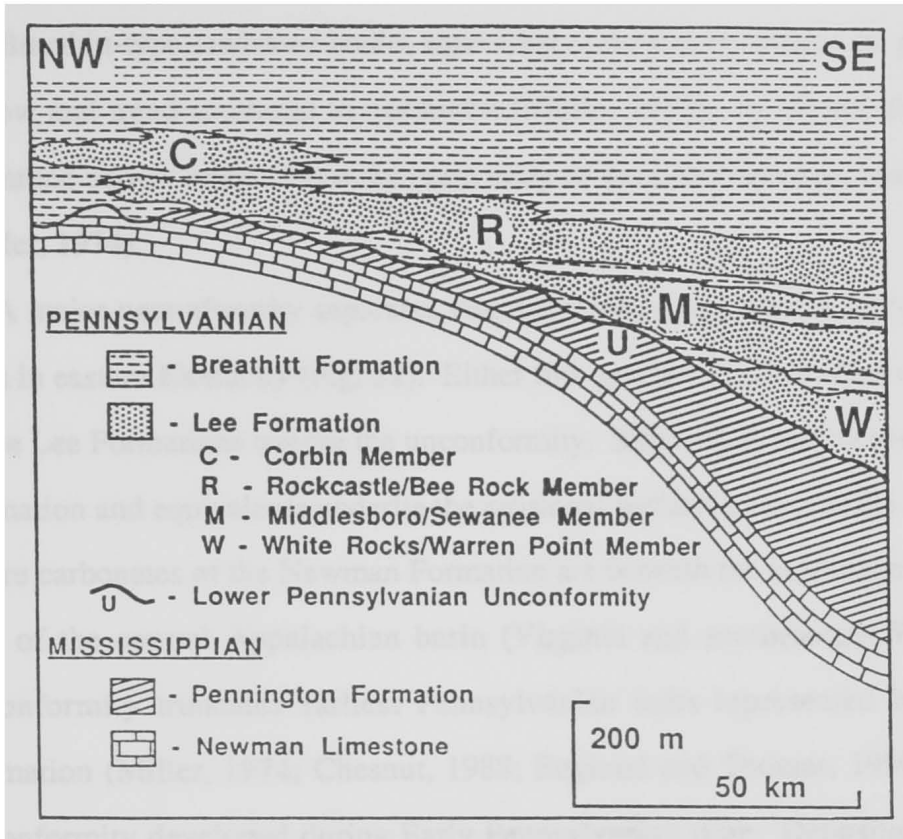 NW SE
C
R
M
U
W
PENNSYLVANIAN
- Breathitt Formation
- Lee Formation
C - Corbin Member
R - Rockcastle/Bee Rock Member
M - Middlesboro/Sewanee Member
W - White Rocks/Warren Point Member
U - Lower Pennsylvanian Unconformity
MISSISSIPPIAN
- Pennington Formation
- Newman Limestone
200 m
50 km